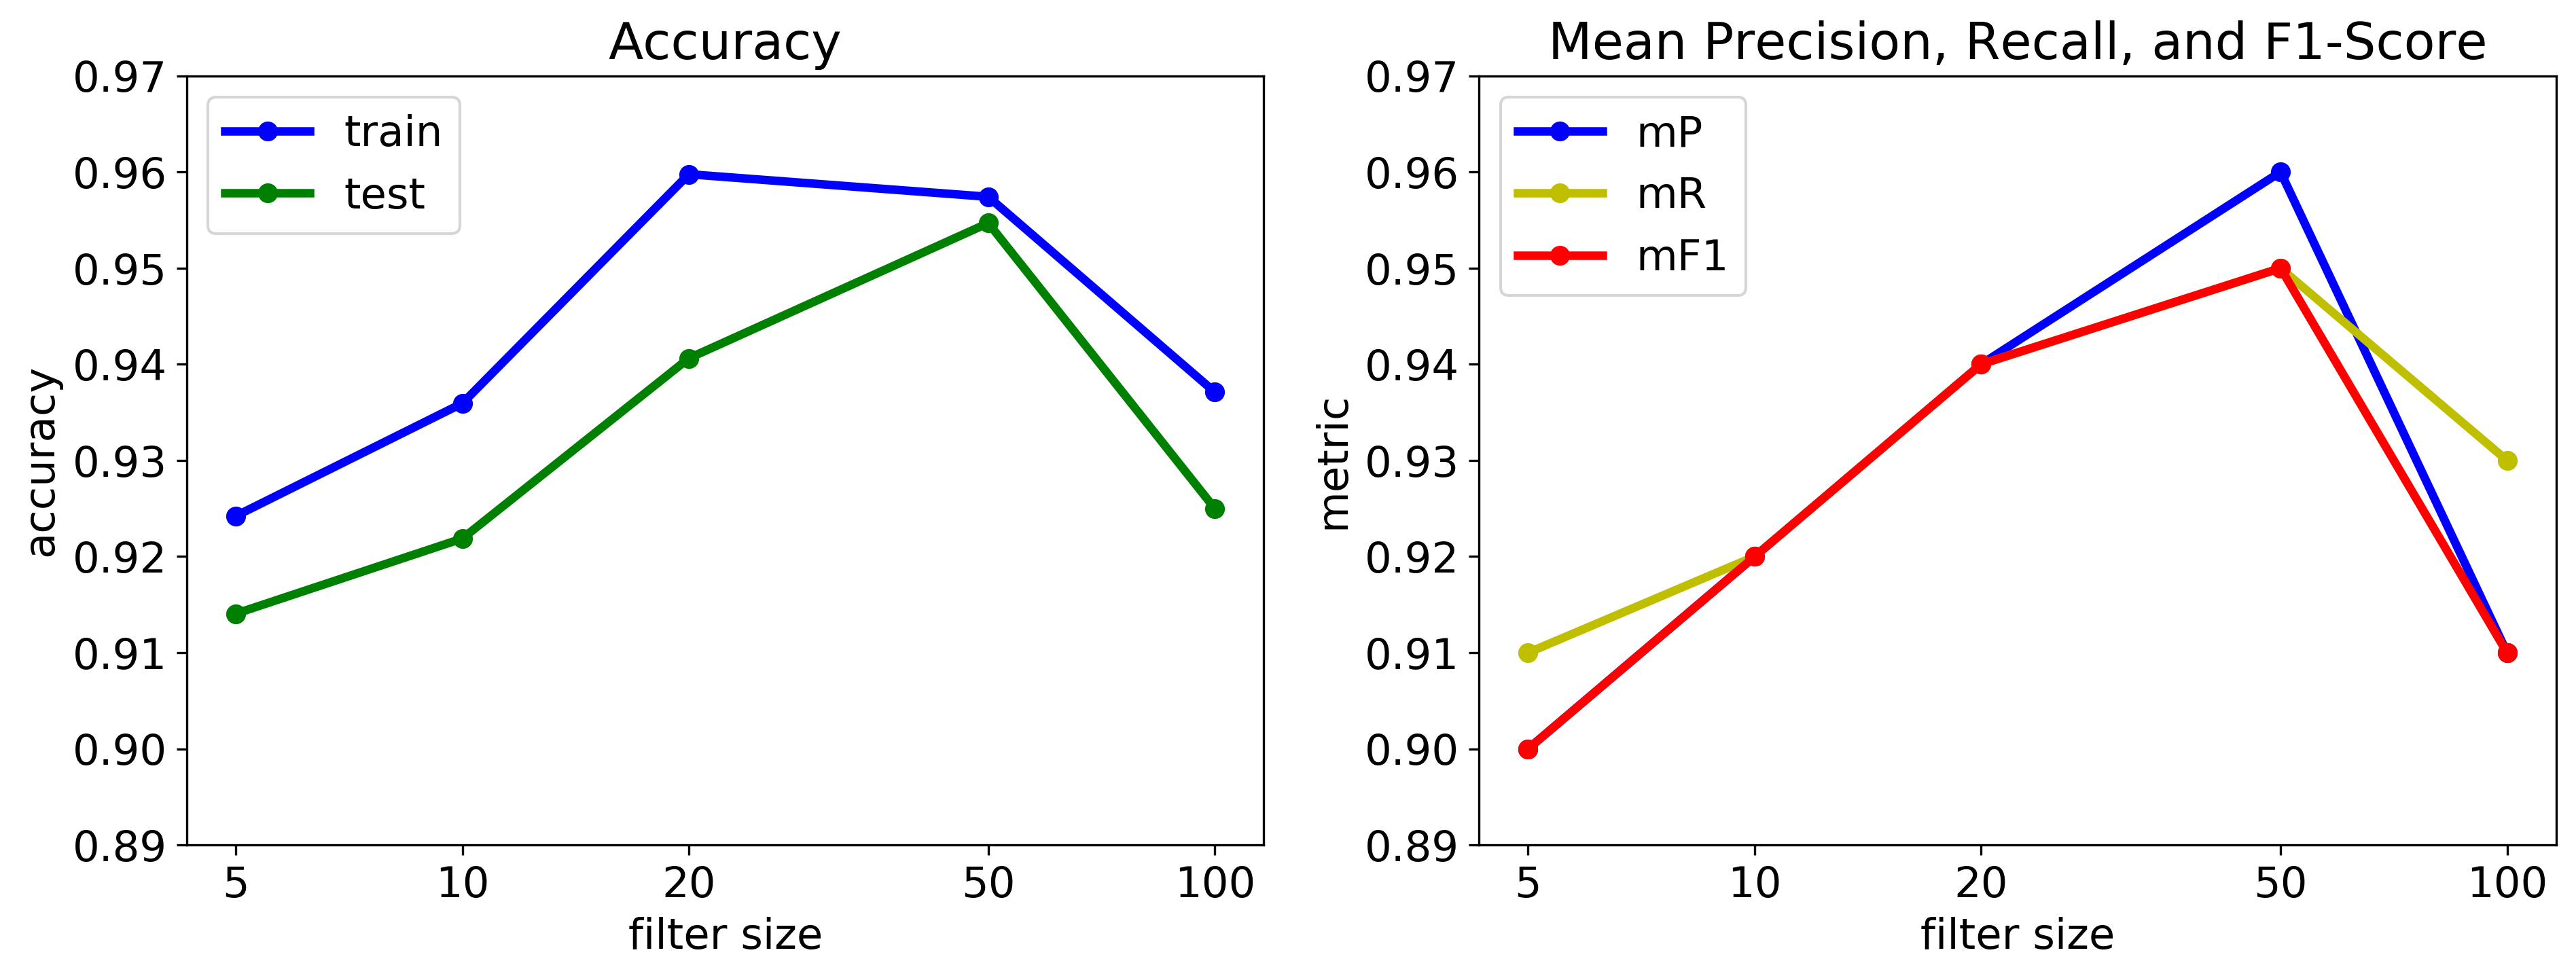 Accuracy
0.97
0.96
0.95
0.94
0.93
0.92
0.91
0.90
0.89
accuracy
train
test
5 10 20 50 100
filter size
Mean Precision, Recall, and F1-Score
0.97
0.96
0.95
0.94
0.93
0.92
0.91
0.90
0.89
metric
mP
mR
mF1
5 10 20 50 100
filter size